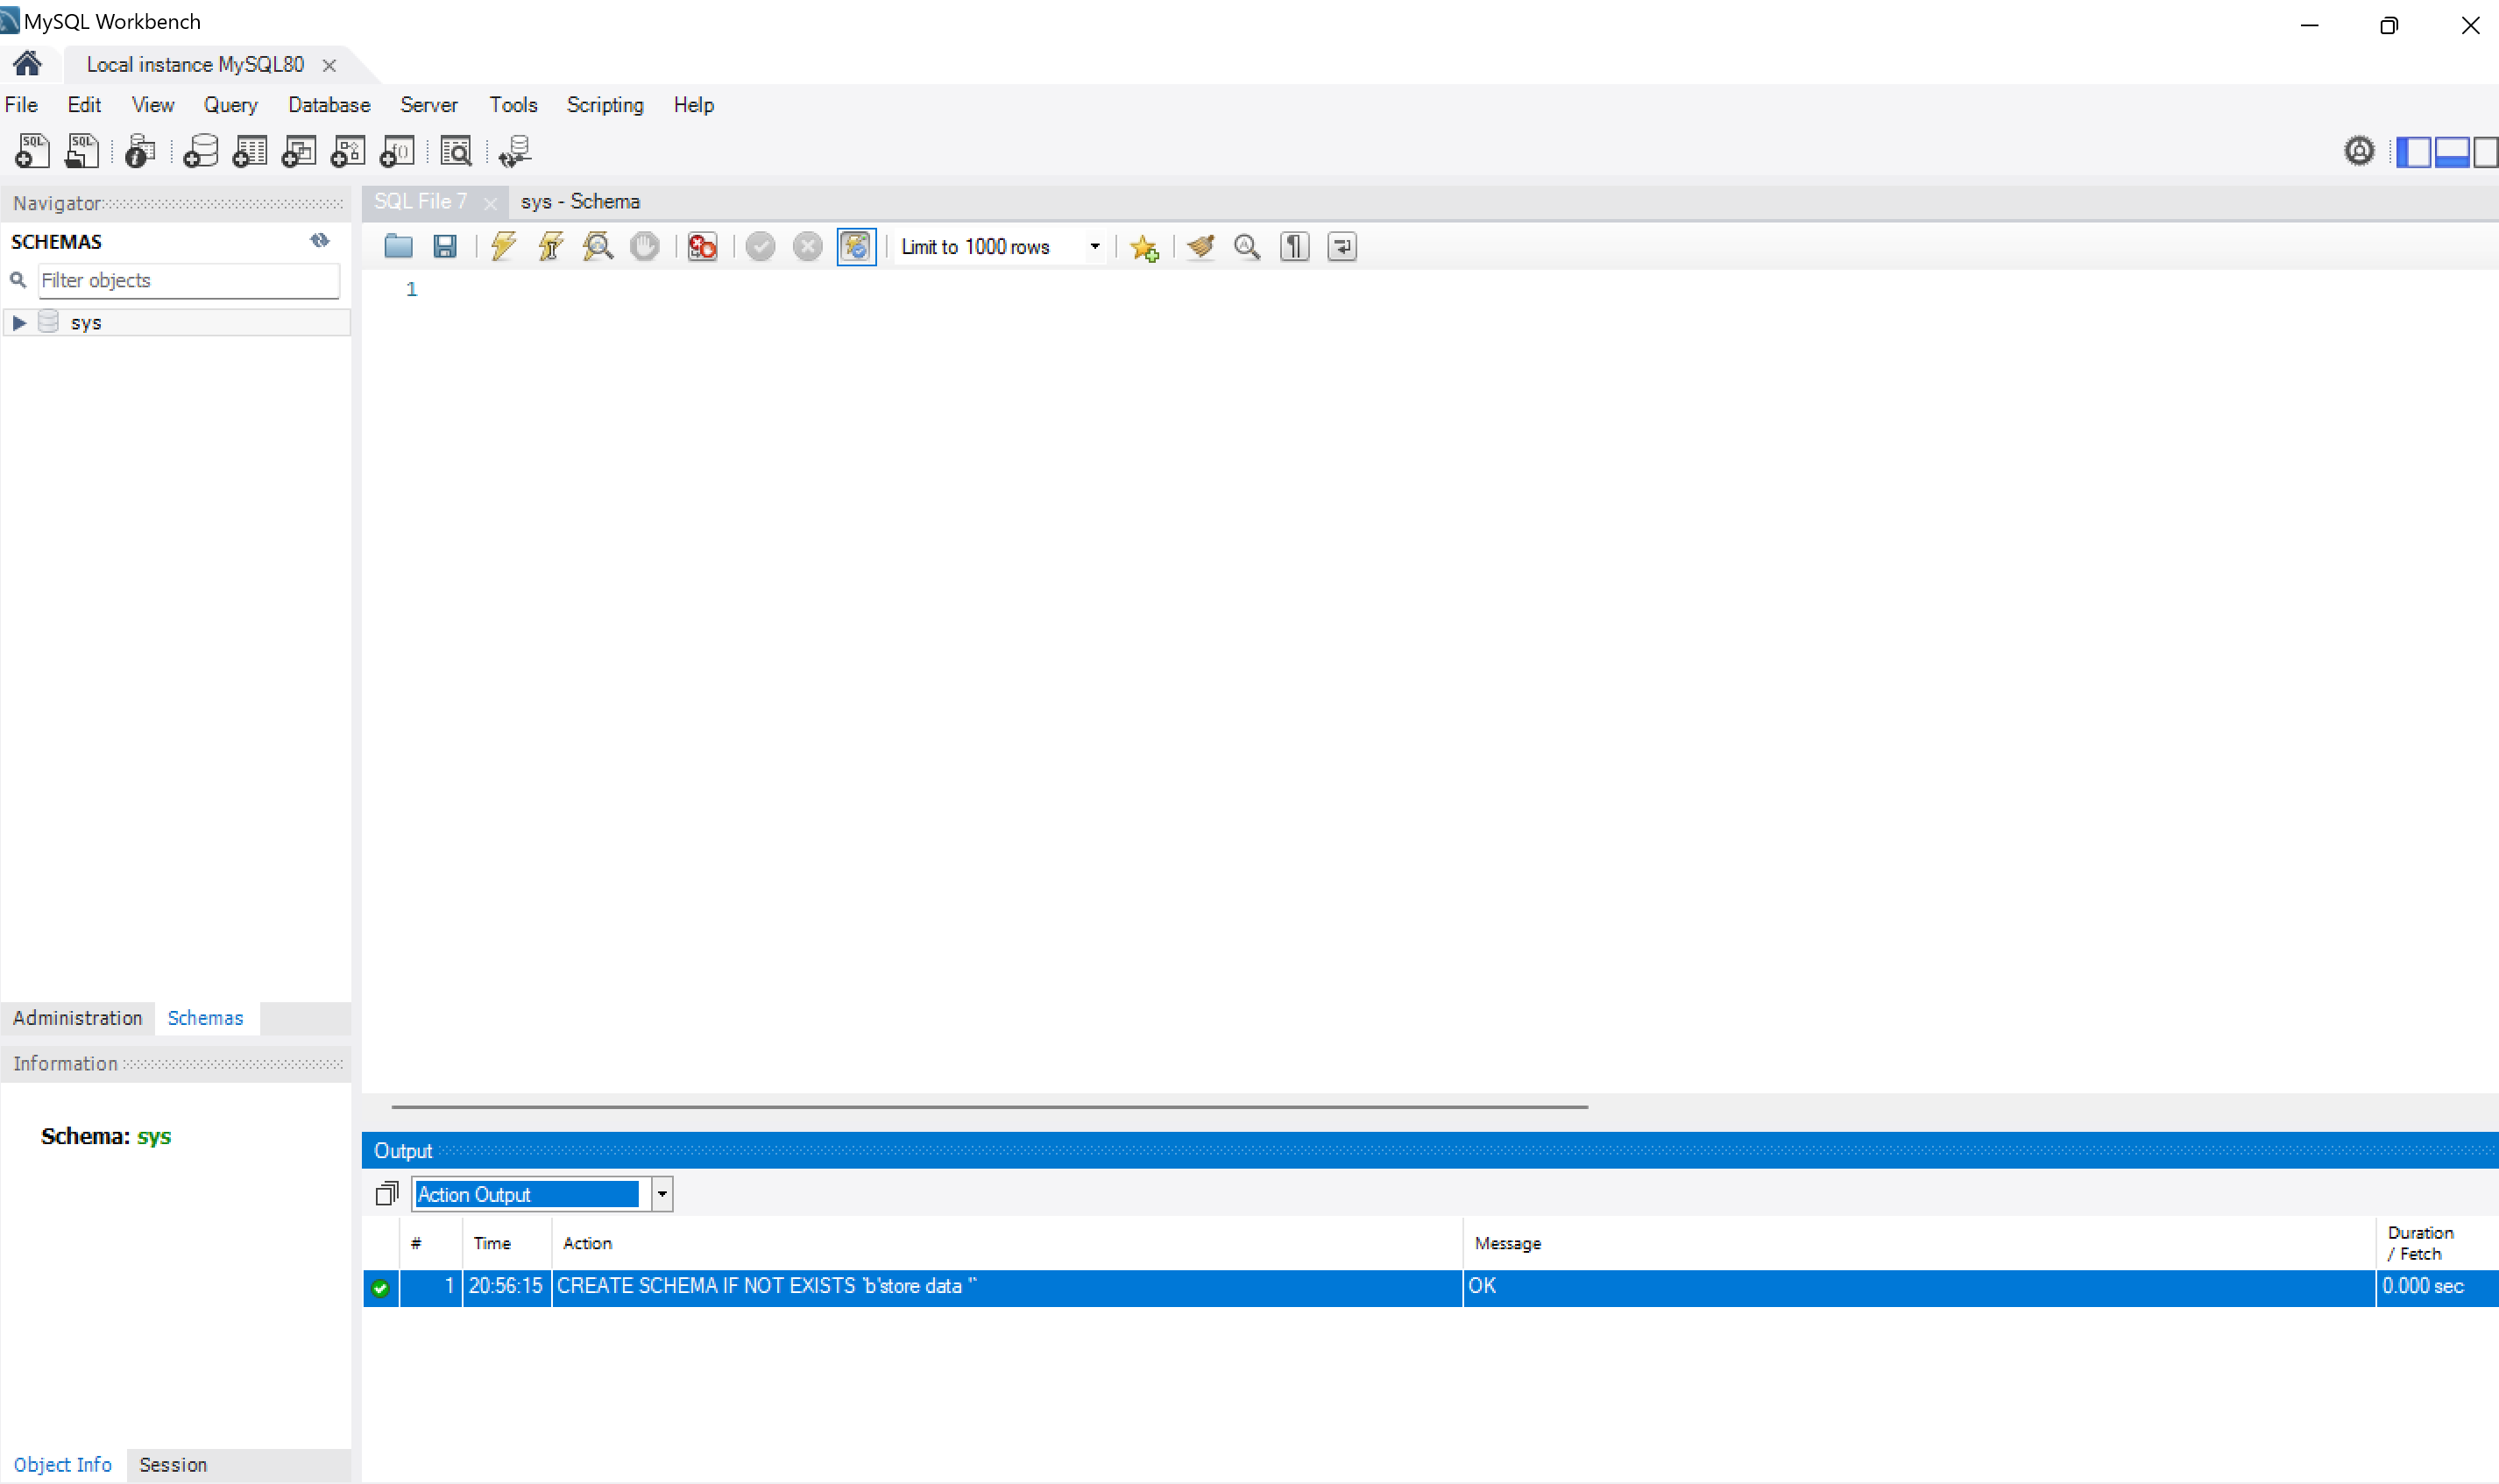 MySQL Workbench
Local instance MySQL80
File Edit View Query Database Server Tools Scripting Help
SQL SQL
Navigator
SQL File 7
sys - Schema
SCHEMAS
Limit to 1000 rows
Filter objects
1
sys
Administration
Schemas
Information
Schema: sys
Output
Action Output
# Time Action Message Duration / Fetch
1 20:56:15 CREATE SCHEMA IF NOT EXISTS `b'store data '` OK 0.000 sec
Object Info
Session